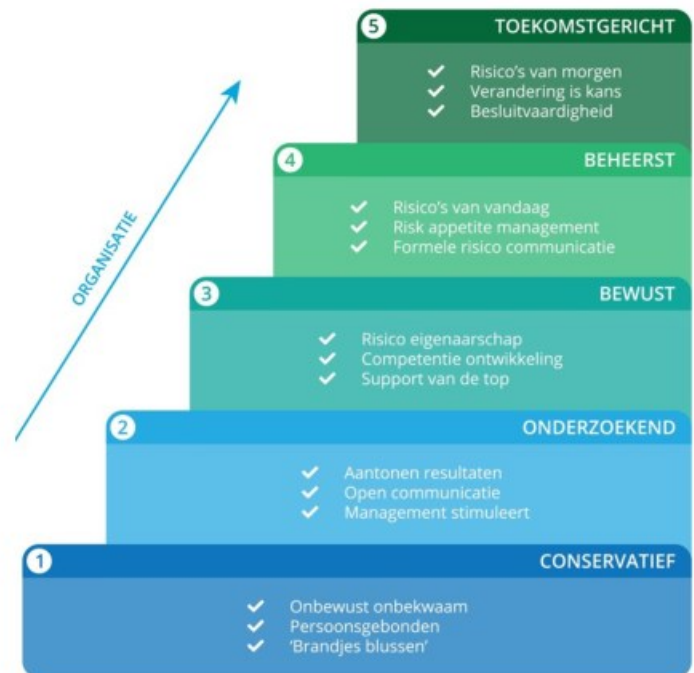 5 TOEKOMSTGERICHT
Risico's van morgen
Verandering is kans
Besluitvaardigheid
4 BEHEERST
Risico's van vandaag
Risk appetite management
Formele risico communicatie
ORGANISATIE
3 BEWUST
Risico eigenaarschap
Competentie ontwikkeling
Support van de top
2 ONDERZOEKEND
Aantonen resultaten
Open communicatie
Management stimuleert
1 CONSERVATIEF
Onbewust onbekwaam
Persoonsgebonden
'Brandjes blussen'